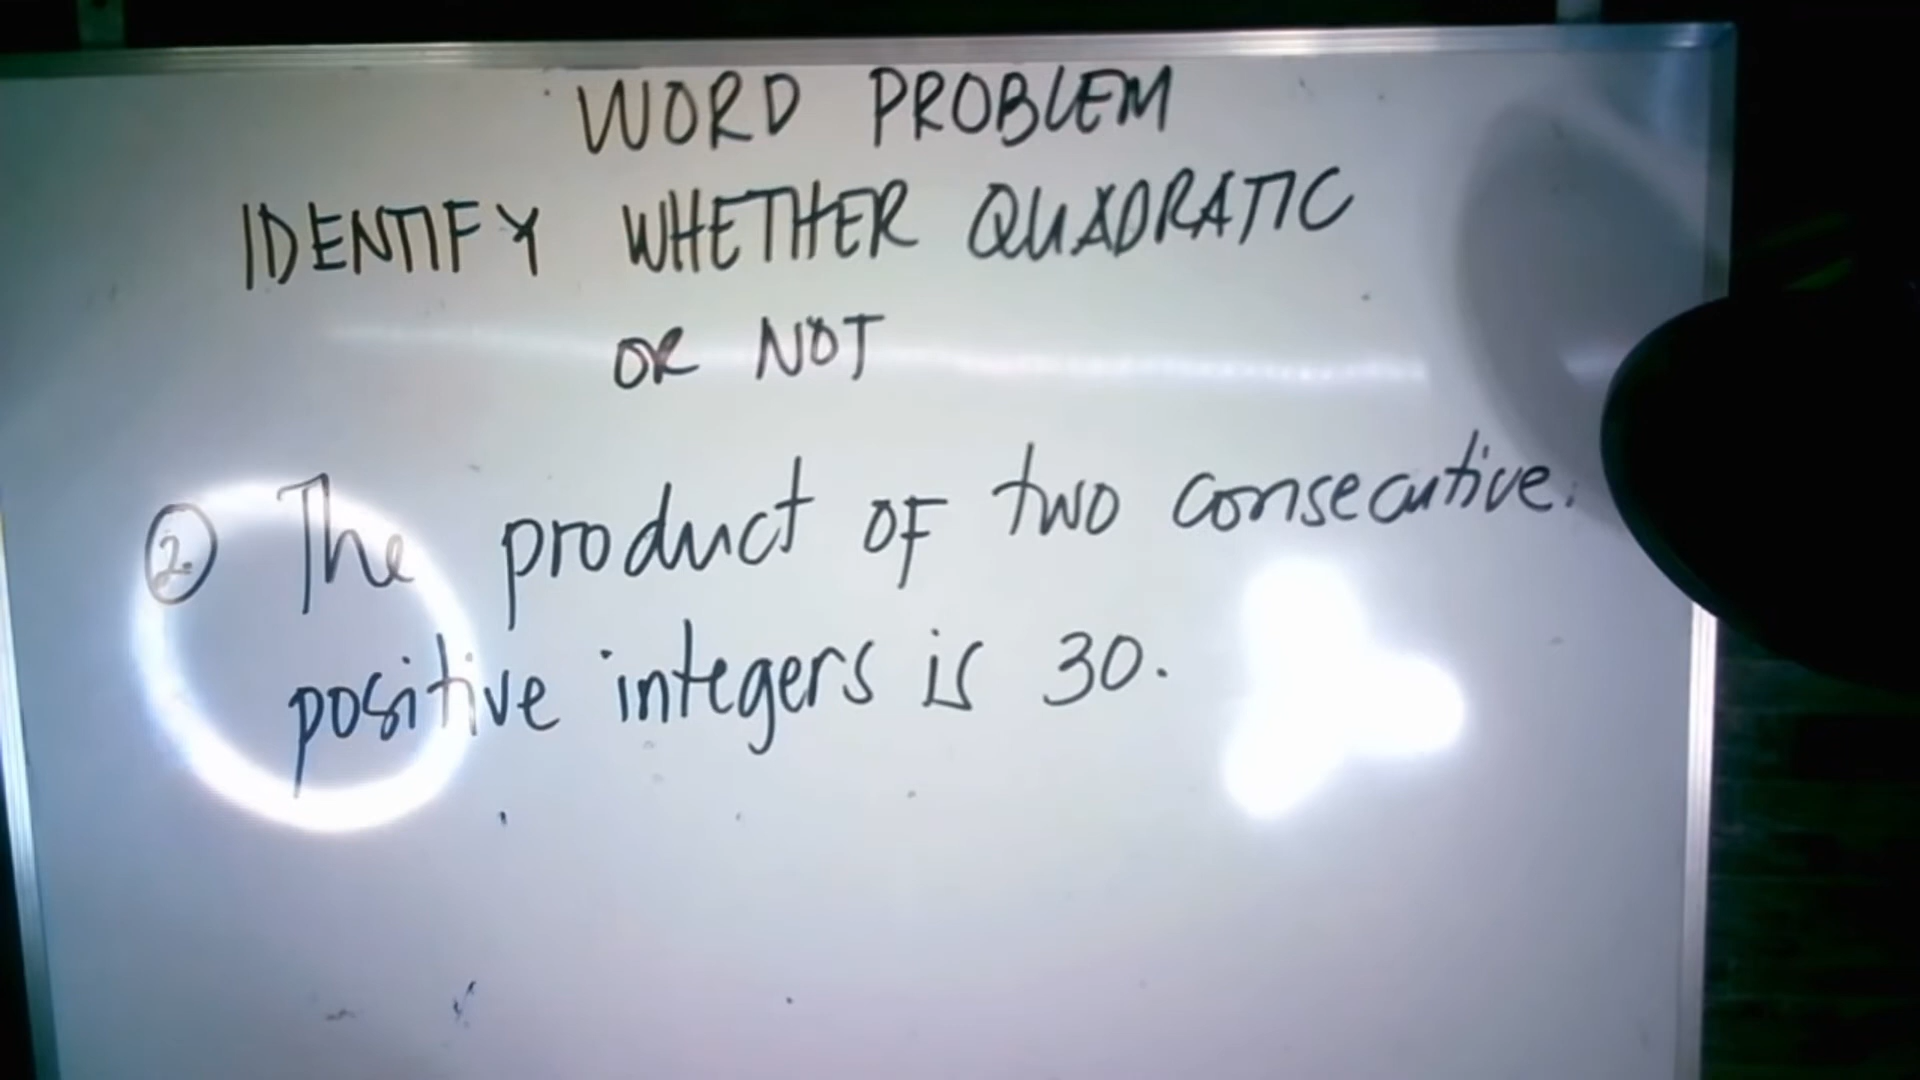 WORD PROBLEM
IDENTIFY WHETHER QUADRATIC
OR NOT
2. The product OF two consecutive
positive integers is 30.